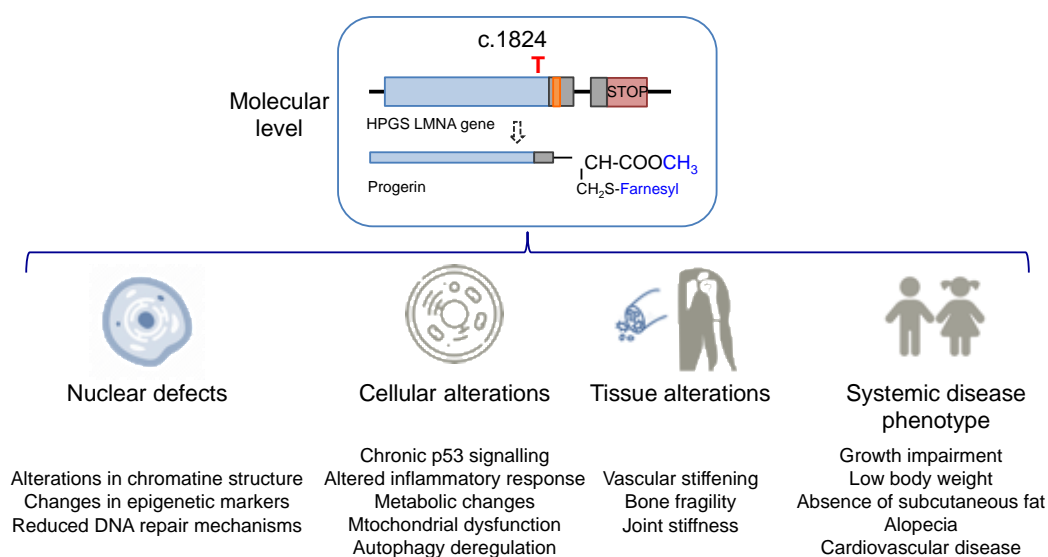 c.1824
T
Molecular
level
STOP
HPGS LMNA gene
Progerin
CH-COOCH3
CH2S-Farnesyl
Nuclear defects
Alterations in chromatine structure
Changes in epigenetic markers
Reduced DNA repair mechanisms
Cellular alterations
Chronic p53 signalling
Altered inflammatory response
Metabolic changes
Mtochondrial dysfunction
Autophagy deregulation
Tissue alterations
Vascular stiffening
Bone fragility
Joint stiffness
Systemic disease
phenotype
Growth impairment
Low body weight
Absence of subcutaneous fat
Alopecia
Cardiovascular disease